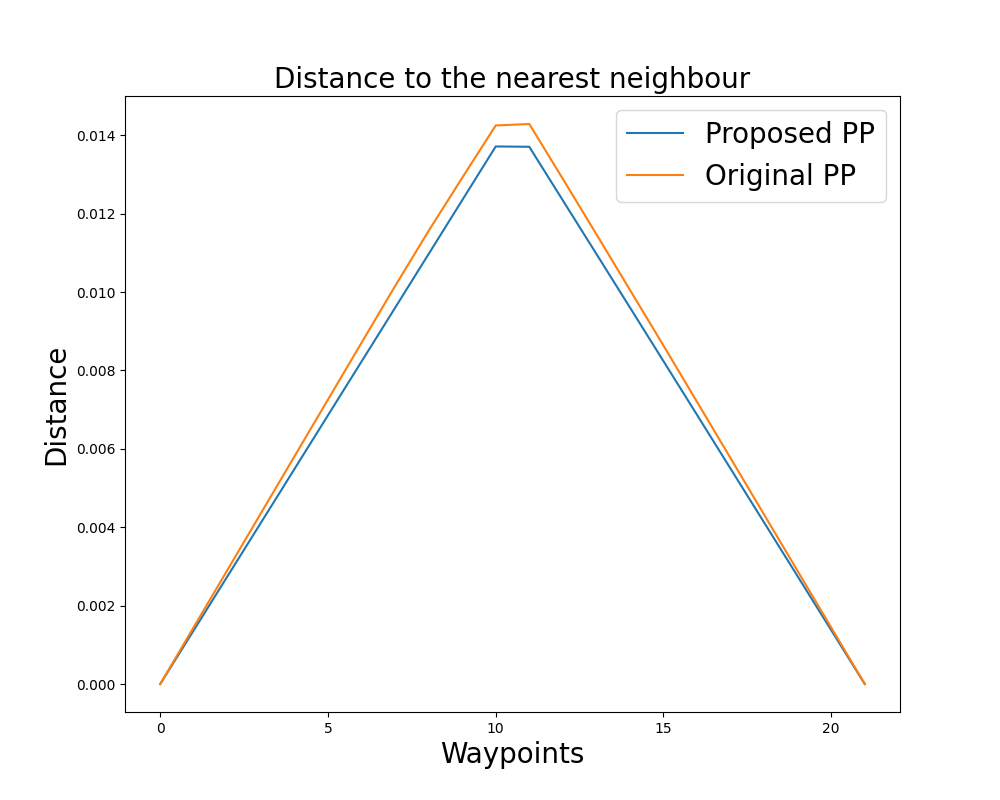 Distance to the nearest neighbour
Proposed PP
Original PP
0.014
0.012
0.010
0.008
0.006
0.004
0.002
0.000
Distance
0 5 10 15 20
Waypoints